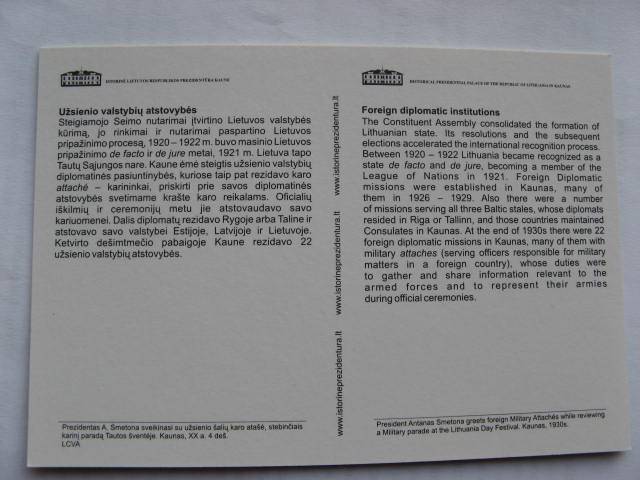 ISTORINĖ LIETUVOS RESPUBLIKOS PREZIDENTŪRA KAUNE
Užsienio valstybių atstovybės
Steigiamojo Seimo nutarimai įtvirtino Lietuvos valstybės
kūrimą, jo rinkimai ir nutarimai paspartino Lietuvos
pripažinimo procesą, 1920 – 1922 m. buvo masinio Lietuvos
pripažinimo de facto ir de jure metai, 1921 m. Lietuva tapo
Tautų Sąjungos nare. Kaune ėmė steigtis užsienio valstybių
diplomatinės pasiuntinybės, kuriose taip pat rezidavo karo
attaché – karininkai, priskirti prie savos diplomatinės
atstovybės svetimame krašte karo reikalams. Oficialių
iškilmių ir ceremonijų metu jie atstovaudavo savo
kariuomenei. Dalis diplomatų rezidavo Rygoje arba Taline ir
atstovavo savo valstybei Estijoje, Latvijoje ir Lietuvoje.
Ketvirto dešimtmečio pabaigoje Kaune rezidavo 22
užsienio valstybių atstovybės.
Prezidentas A. Smetona sveikinasi su užsienio šalių karo atašė, stebinčiais
karinį paradą Tautos šventėje. Kaunas, XX a. 4 deš.
LCVA
www.istorineprezidentura.lt
www.istorineprezidentura.lt
www.istorineprezidentura.lt
HISTORICAL PRESIDENTIAL PALACE OF THE REPUBLIC OF LITHUANIA IN KAUNAS
Foreign diplomatic institutions
The Constituent Assembly consolidated the formation of
Lithuanian state. Its resolutions and the subsequent
elections accelerated the international recognition process.
Between 1920 – 1922 Lithuania became recognized as a
state de facto and de jure, becoming a member of the
League of Nations in 1921. Foreign Diplomatic
missions were established in Kaunas, many of
them in 1926 – 1929. Also there were a number
of missions serving all three Baltic states, whose diplomats
resided in Riga or Tallinn, and those countries maintained
Consulates in Kaunas. At the end of 1930s there were 22
foreign diplomatic missions in Kaunas, many of them with
military attaches (serving officers responsible for military
matters in a foreign country), whose duties were
to gather and share information relevant to the
armed forces and to represent their armies
during official ceremonies.
President Antanas Smetona greets foreign Military Attachés while reviewing
a Military parade at the Lithuania Day Festival. Kaunas, 1930s.